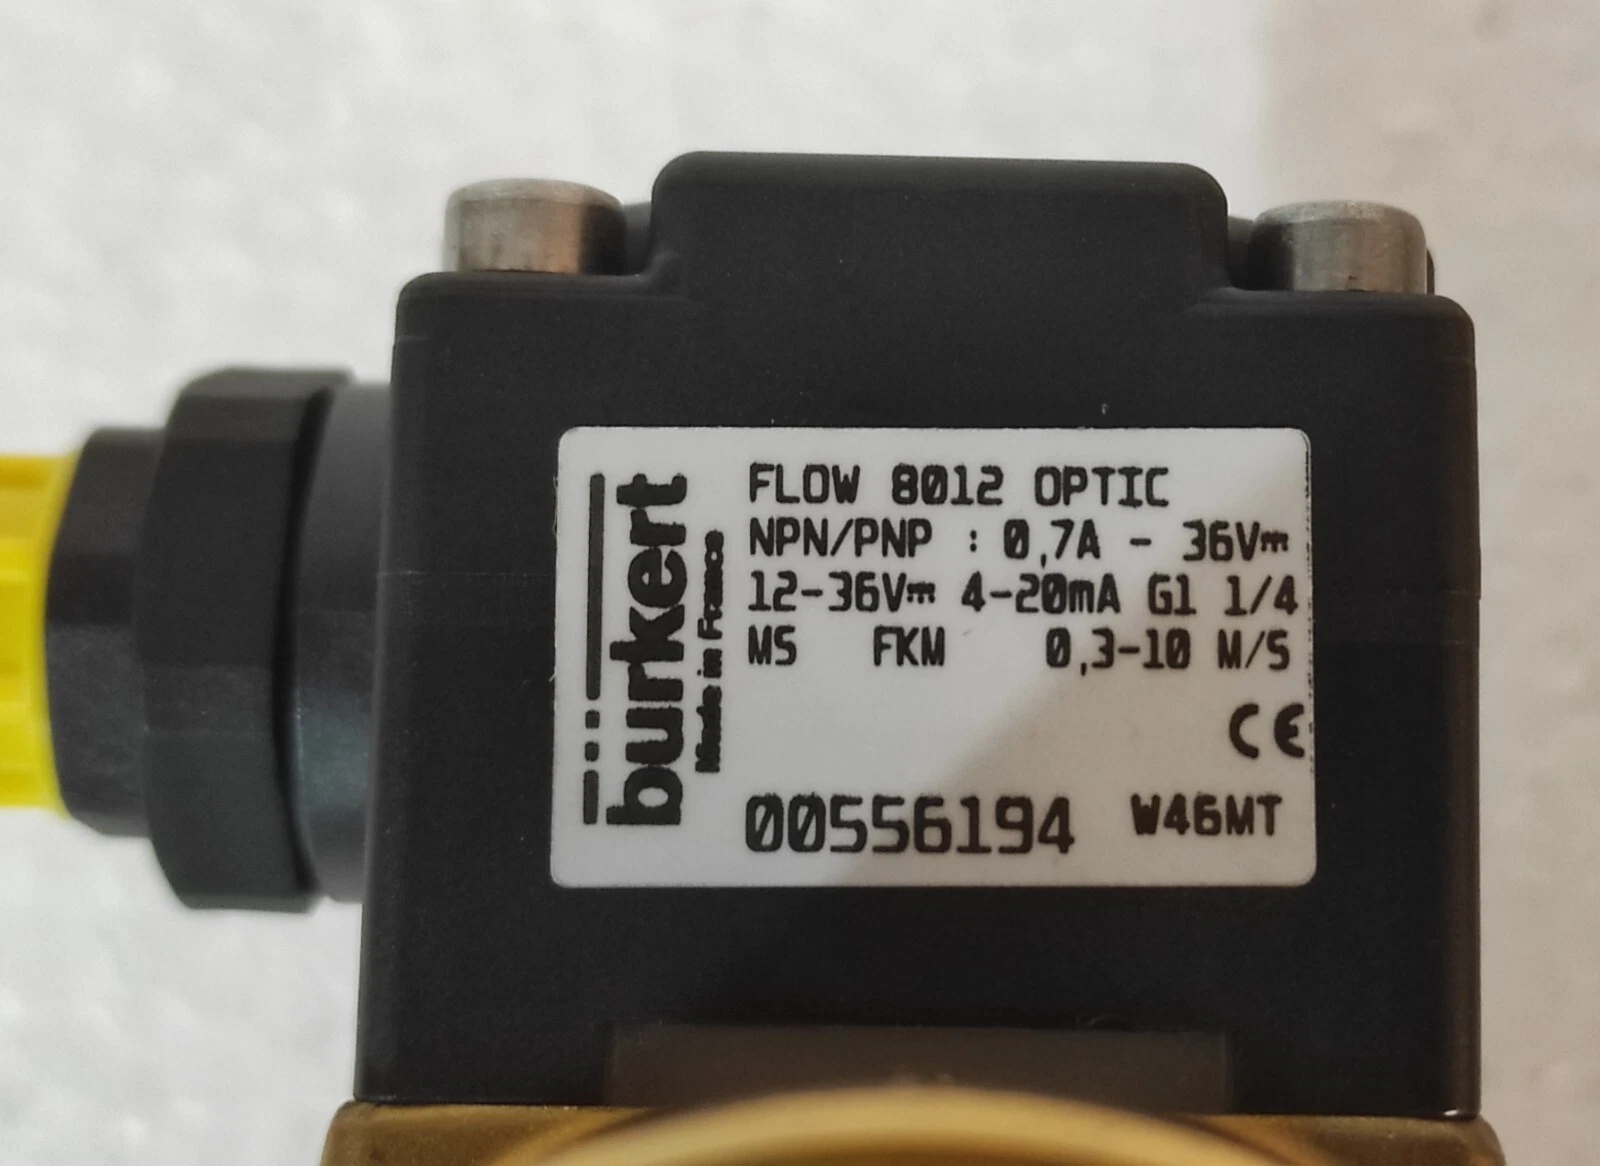 burkert
Made in France
FLOW 8012 OPTIC
NPN/PNP : 0,7A - 36V⎓
12-36V⎓ 4-20mA G1 1/4
MS FKM 0,3-10 M/S
CE
00556194 W46MT